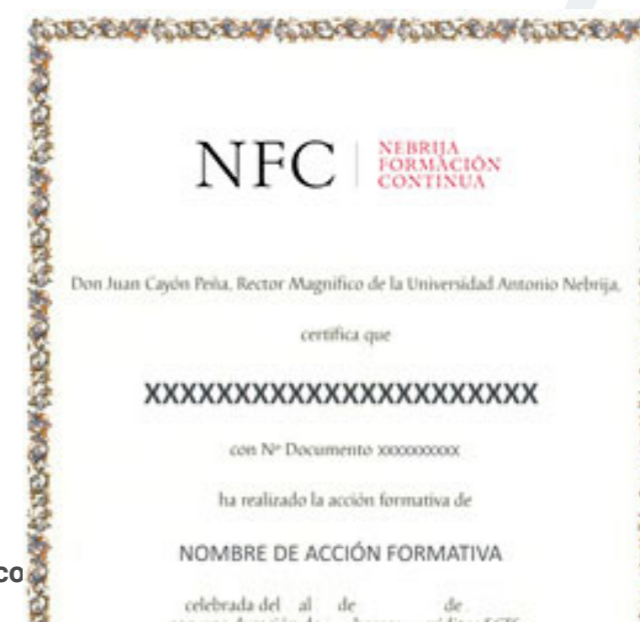 NFC
NEBRIJA
FORMACIÓN
CONTINUA
Don Juan Cayón Peña, Rector Magnífico de la Universidad Antonio Nebrija,
certifica que
XXXXXXXXXXXXXXXXXXXXXX
con Nº Documento xxxxxxxxxx
ha realizado la acción formativa de
NOMBRE DE ACCIÓN FORMATIVA
co
celebrada del al de de